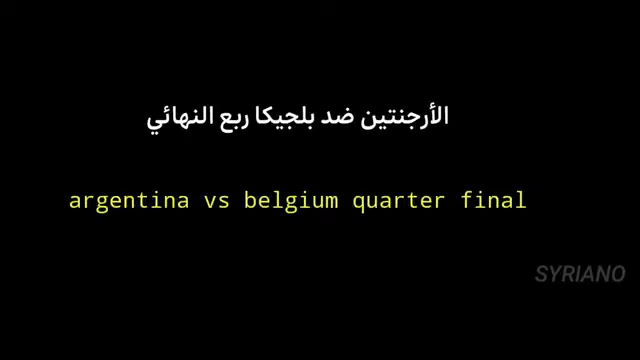 الأرجنتين ضد بلجيكا ربع النهائي
argentina vs belgium quarter final
SYRIANO